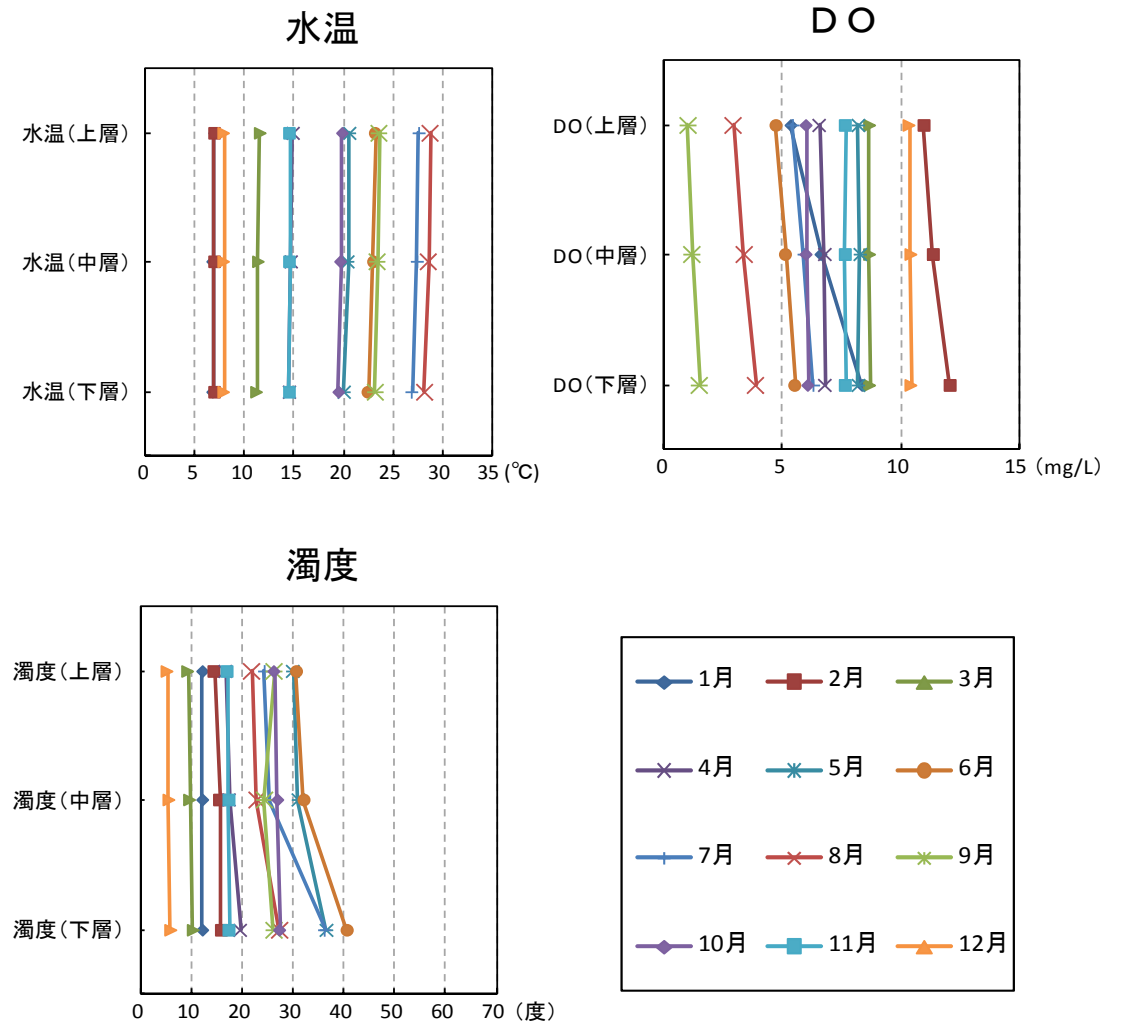 水温
水温(上層)
水温(中層)
水温(下層)
0 5 10 15 20 25 30 35 (℃)
DO
DO(上層)
DO(中層)
DO(下層)
0 5 10 15 (mg/L)
濁度
濁度(上層)
濁度(中層)
濁度(下層)
0 10 20 30 40 50 60 70 (度)
1月 2月 3月
4月 5月 6月
7月 8月 9月
10月 11月 12月